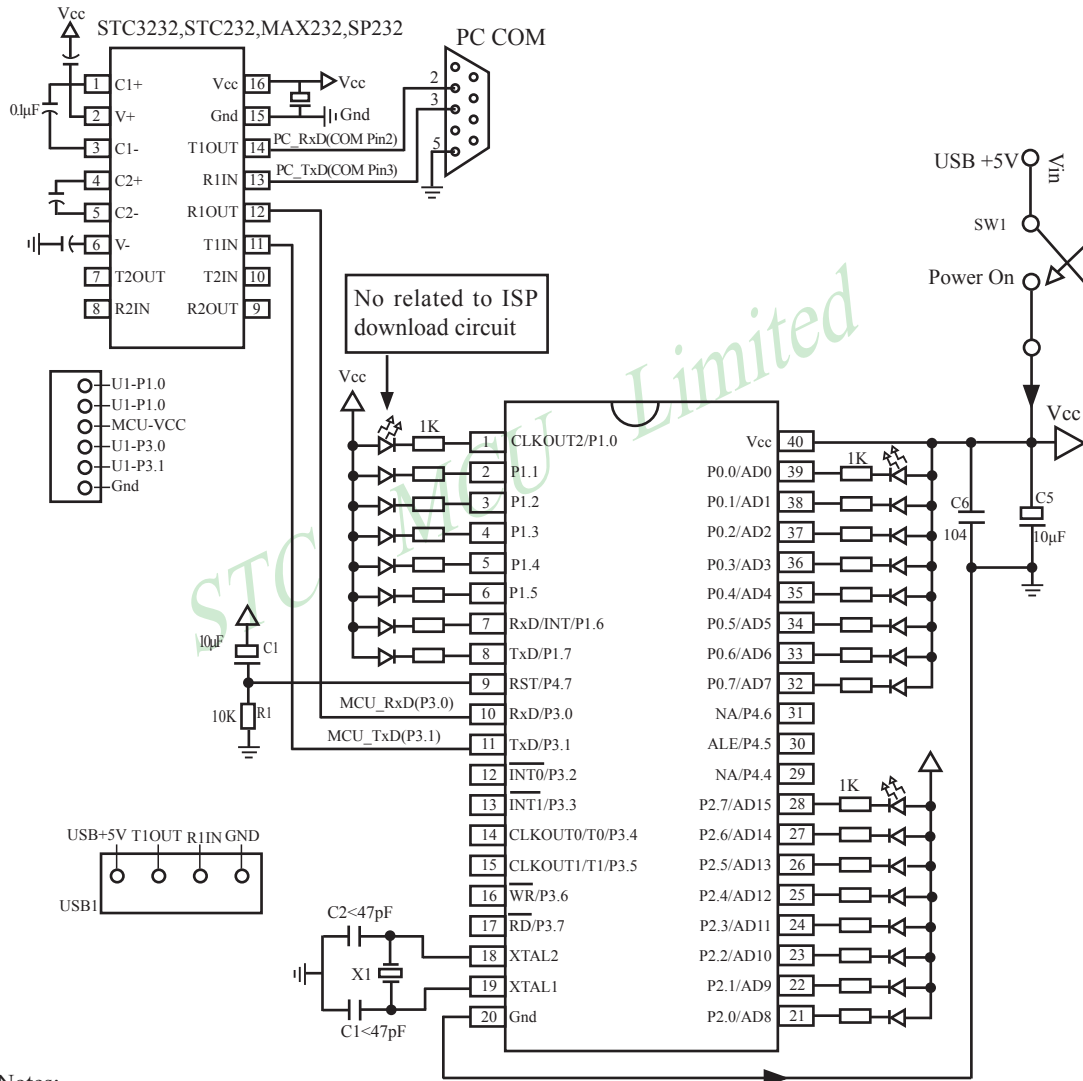 Vcc
STC3232,STC232,MAX232,SP232
PC COM
1 C1+ Vcc 16 Vcc
0.1µF
2 V+ Gnd 15 Gnd
3 C1- T1OUT 14 PC_RxD(COM Pin2)
4 C2+ R1IN 13 PC_TxD(COM Pin3)
5 C2- R1OUT 12
6 V- T1IN 11
7 T2OUT T2IN 10
8 R2IN R2OUT 9
2
3
5
USB +5V
Vin
SW1
Power On
No related to ISP
download circuit
U1-P1.0
U1-P1.0
MCU-VCC
U1-P3.0
U1-P3.1
Gnd
STC MCU Limited
Vcc
Vcc
1K 1 CLKOUT2/P1.0 Vcc 40
2 P1.1 P0.0/AD0 39 1K
3 P1.2 P0.1/AD1 38
4 P1.3 P0.2/AD2 37
5 P1.4 P0.3/AD3 36
6 P1.5 P0.4/AD4 35
7 RxD/INT/P1.6 P0.5/AD5 34
8 TxD/P1.7 P0.6/AD6 33
9 RST/P4.7 P0.7/AD7 32
MCU_RxD(P3.0) 10 RxD/P3.0 NA/P4.6 31
MCU_TxD(P3.1) 11 TxD/P3.1 ALE/P4.5 30
12 INT0/P3.2 NA/P4.4 29
13 INT1/P3.3 P2.7/AD15 28 1K
14 CLKOUT0/T0/P3.4 P2.6/AD14 27
15 CLKOUT1/T1/P3.5 P2.5/AD13 26
16 WR/P3.6 P2.4/AD12 25
17 RD/P3.7 P2.3/AD11 24
18 XTAL2 P2.2/AD10 23
19 XTAL1 P2.1/AD9 22
20 Gnd P2.0/AD8 21
C6
104
C5
10µF
10µF C1
10K R1
USB+5V T1OUT R1IN GND
USB1
C2<47pF
X1
C1<47pF
Notes: